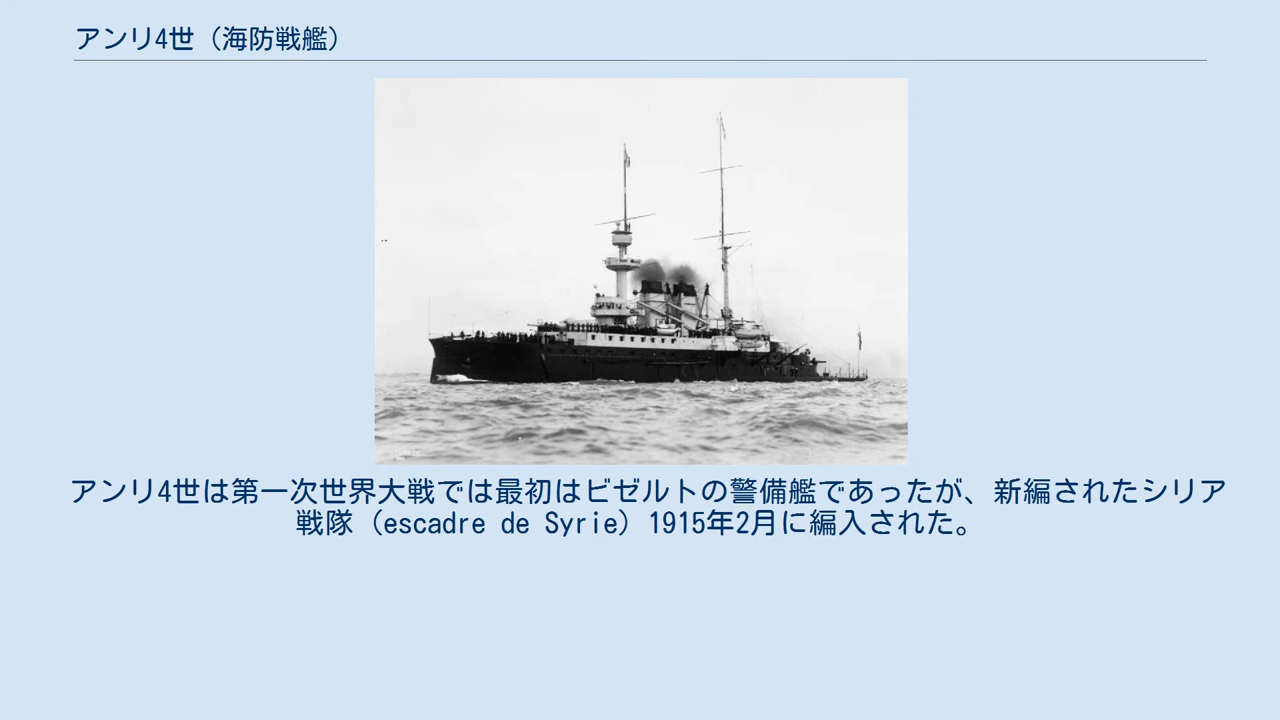 アンリ4世（海防戦艦）
アンリ4世は第一次世界大戦では最初はビゼルトの警備艦であったが、新編されたシリア
戦隊（escadre de Syrie）1915年2月に編入された。